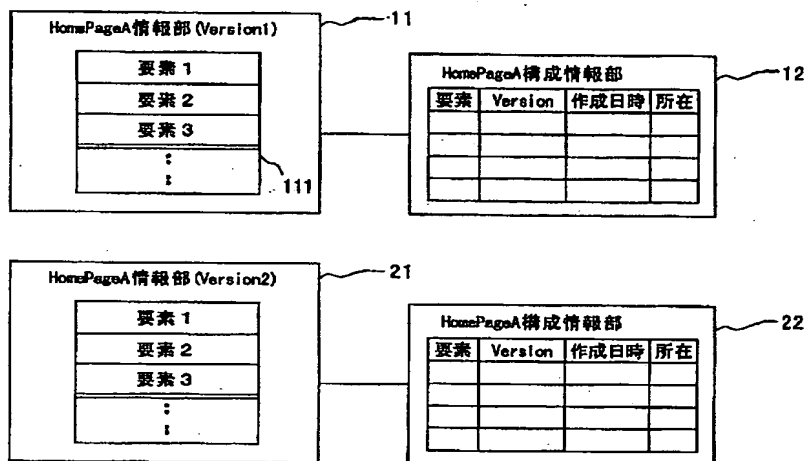 HomePageA情報部(Version1)
11
要素1
要素2
要素3
111
HomePageA構成情報部
12
要素 Version 作成日時 所在
HomePageA情報部(Version2)
21
要素1
要素2
要素3
HomePageA構成情報部
22
要素 Version 作成日時 所在